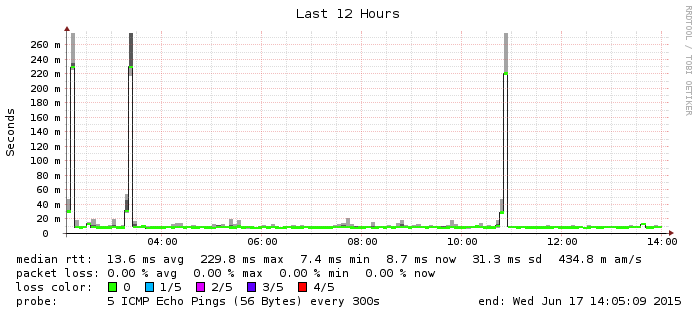 Last 12 Hours
RRDTOOL / TOBI OETIKER
Seconds
260 m
240 m
220 m
200 m
180 m
160 m
140 m
120 m
100 m
80 m
60 m
40 m
20 m
0
04:00 06:00 08:00 10:00 12:00 14:00
median rtt: 13.6 ms avg 229.8 ms max 7.4 ms min 8.7 ms now 31.3 ms sd 434.8 m am/s
packet loss: 0.00 % avg 0.00 % max 0.00 % min 0.00 % now
loss color: 0 1/5 2/5 3/5 4/5
probe: 5 ICMP Echo Pings (56 Bytes) every 300s end: Wed Jun 17 14:05:09 2015